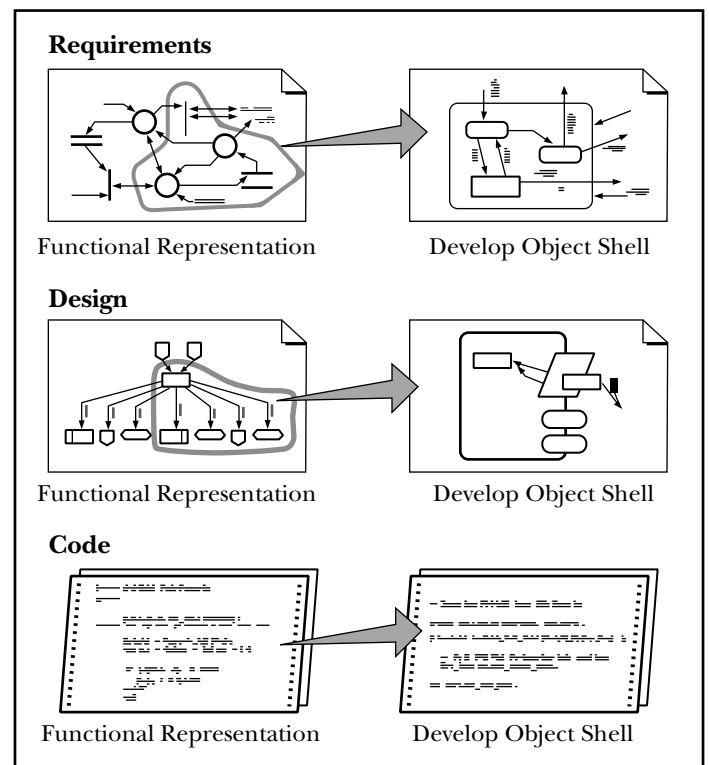 Requirements
Functional Representation
Develop Object Shell
Design
Functional Representation
Develop Object Shell
Code
Functional Representation
Develop Object Shell